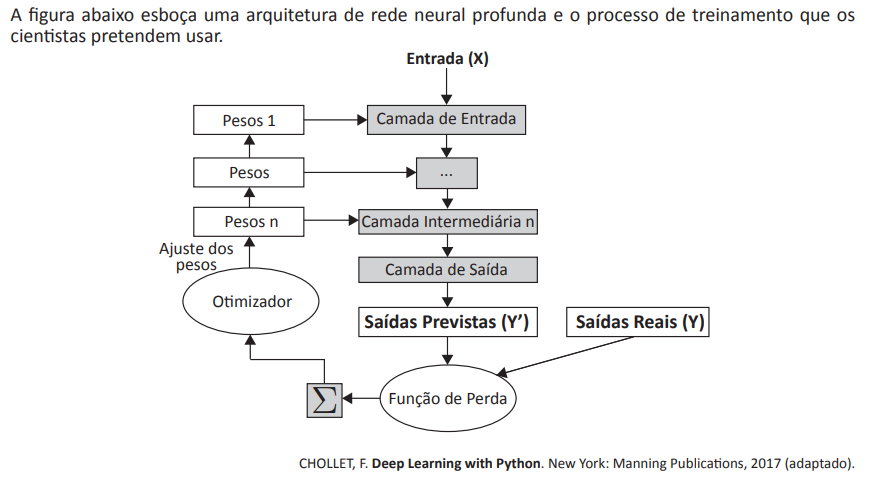 A figura abaixo esboça uma arquitetura de rede neural profunda e o processo de treinamento que os
cientistas pretendem usar.
Entrada (X)
Pesos 1
Camada de Entrada
Pesos
...
Pesos n
Camada Intermediária n
Ajuste dos
pesos
Camada de Saída
Otimizador
Saídas Previstas (Y’)
Saídas Reais (Y)
Função de Perda
∑
CHOLLET, F. Deep Learning with Python. New York: Manning Publications, 2017 (adaptado).